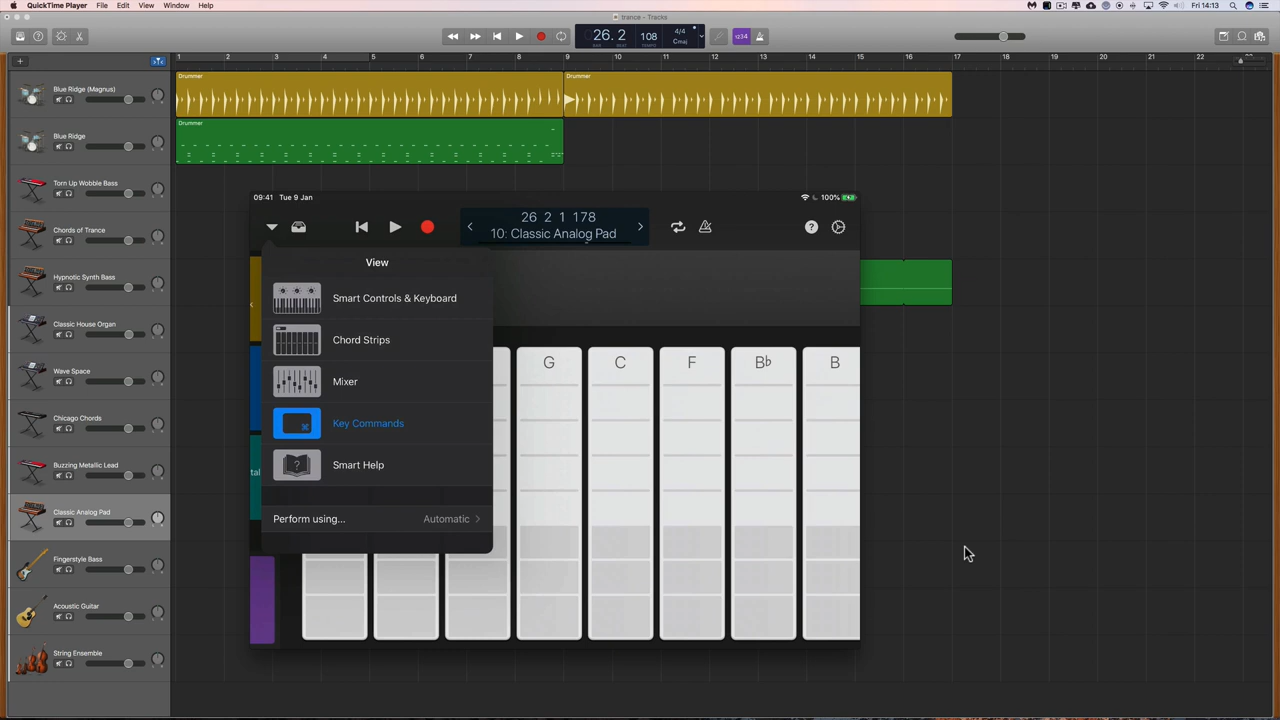 QuickTime Player File Edit View Window Help
Fri 14:13
trance - Tracks
26. 2
BAR BEAT
108
TEMPO
4/4
Cmaj
1234
1 2 3 4 5 6 7 8 9 10 11 12 13 14 15 16 17 18 19 20 21 22
Blue Ridge (Magnus)
Drummer
Drummer
Blue Ridge
Drummer
Torn Up Wobble Bass
Chords of Trance
Hypnotic Synth Bass
Classic House Organ
Wave Space
Chicago Chords
Buzzing Metallic Lead
Classic Analog Pad
Fingerstyle Bass
Acoustic Guitar
String Ensemble
09:41 Tue 9 Jan
100%
26 2 1 178
10: Classic Analog Pad
View
Smart Controls & Keyboard
Chord Strips
Mixer
Key Commands
Smart Help
Perform using...
Automatic
tal
G C F B♭ B